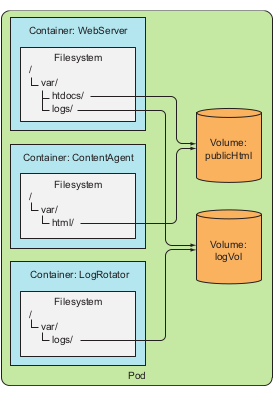 Container: WebServer
Filesystem
/
var/
htdocs/
logs/
Container: ContentAgent
Filesystem
/
var/
html/
Container: LogRotator
Filesystem
/
var/
logs/
Volume:
publicHtml
Volume:
logVol
Pod